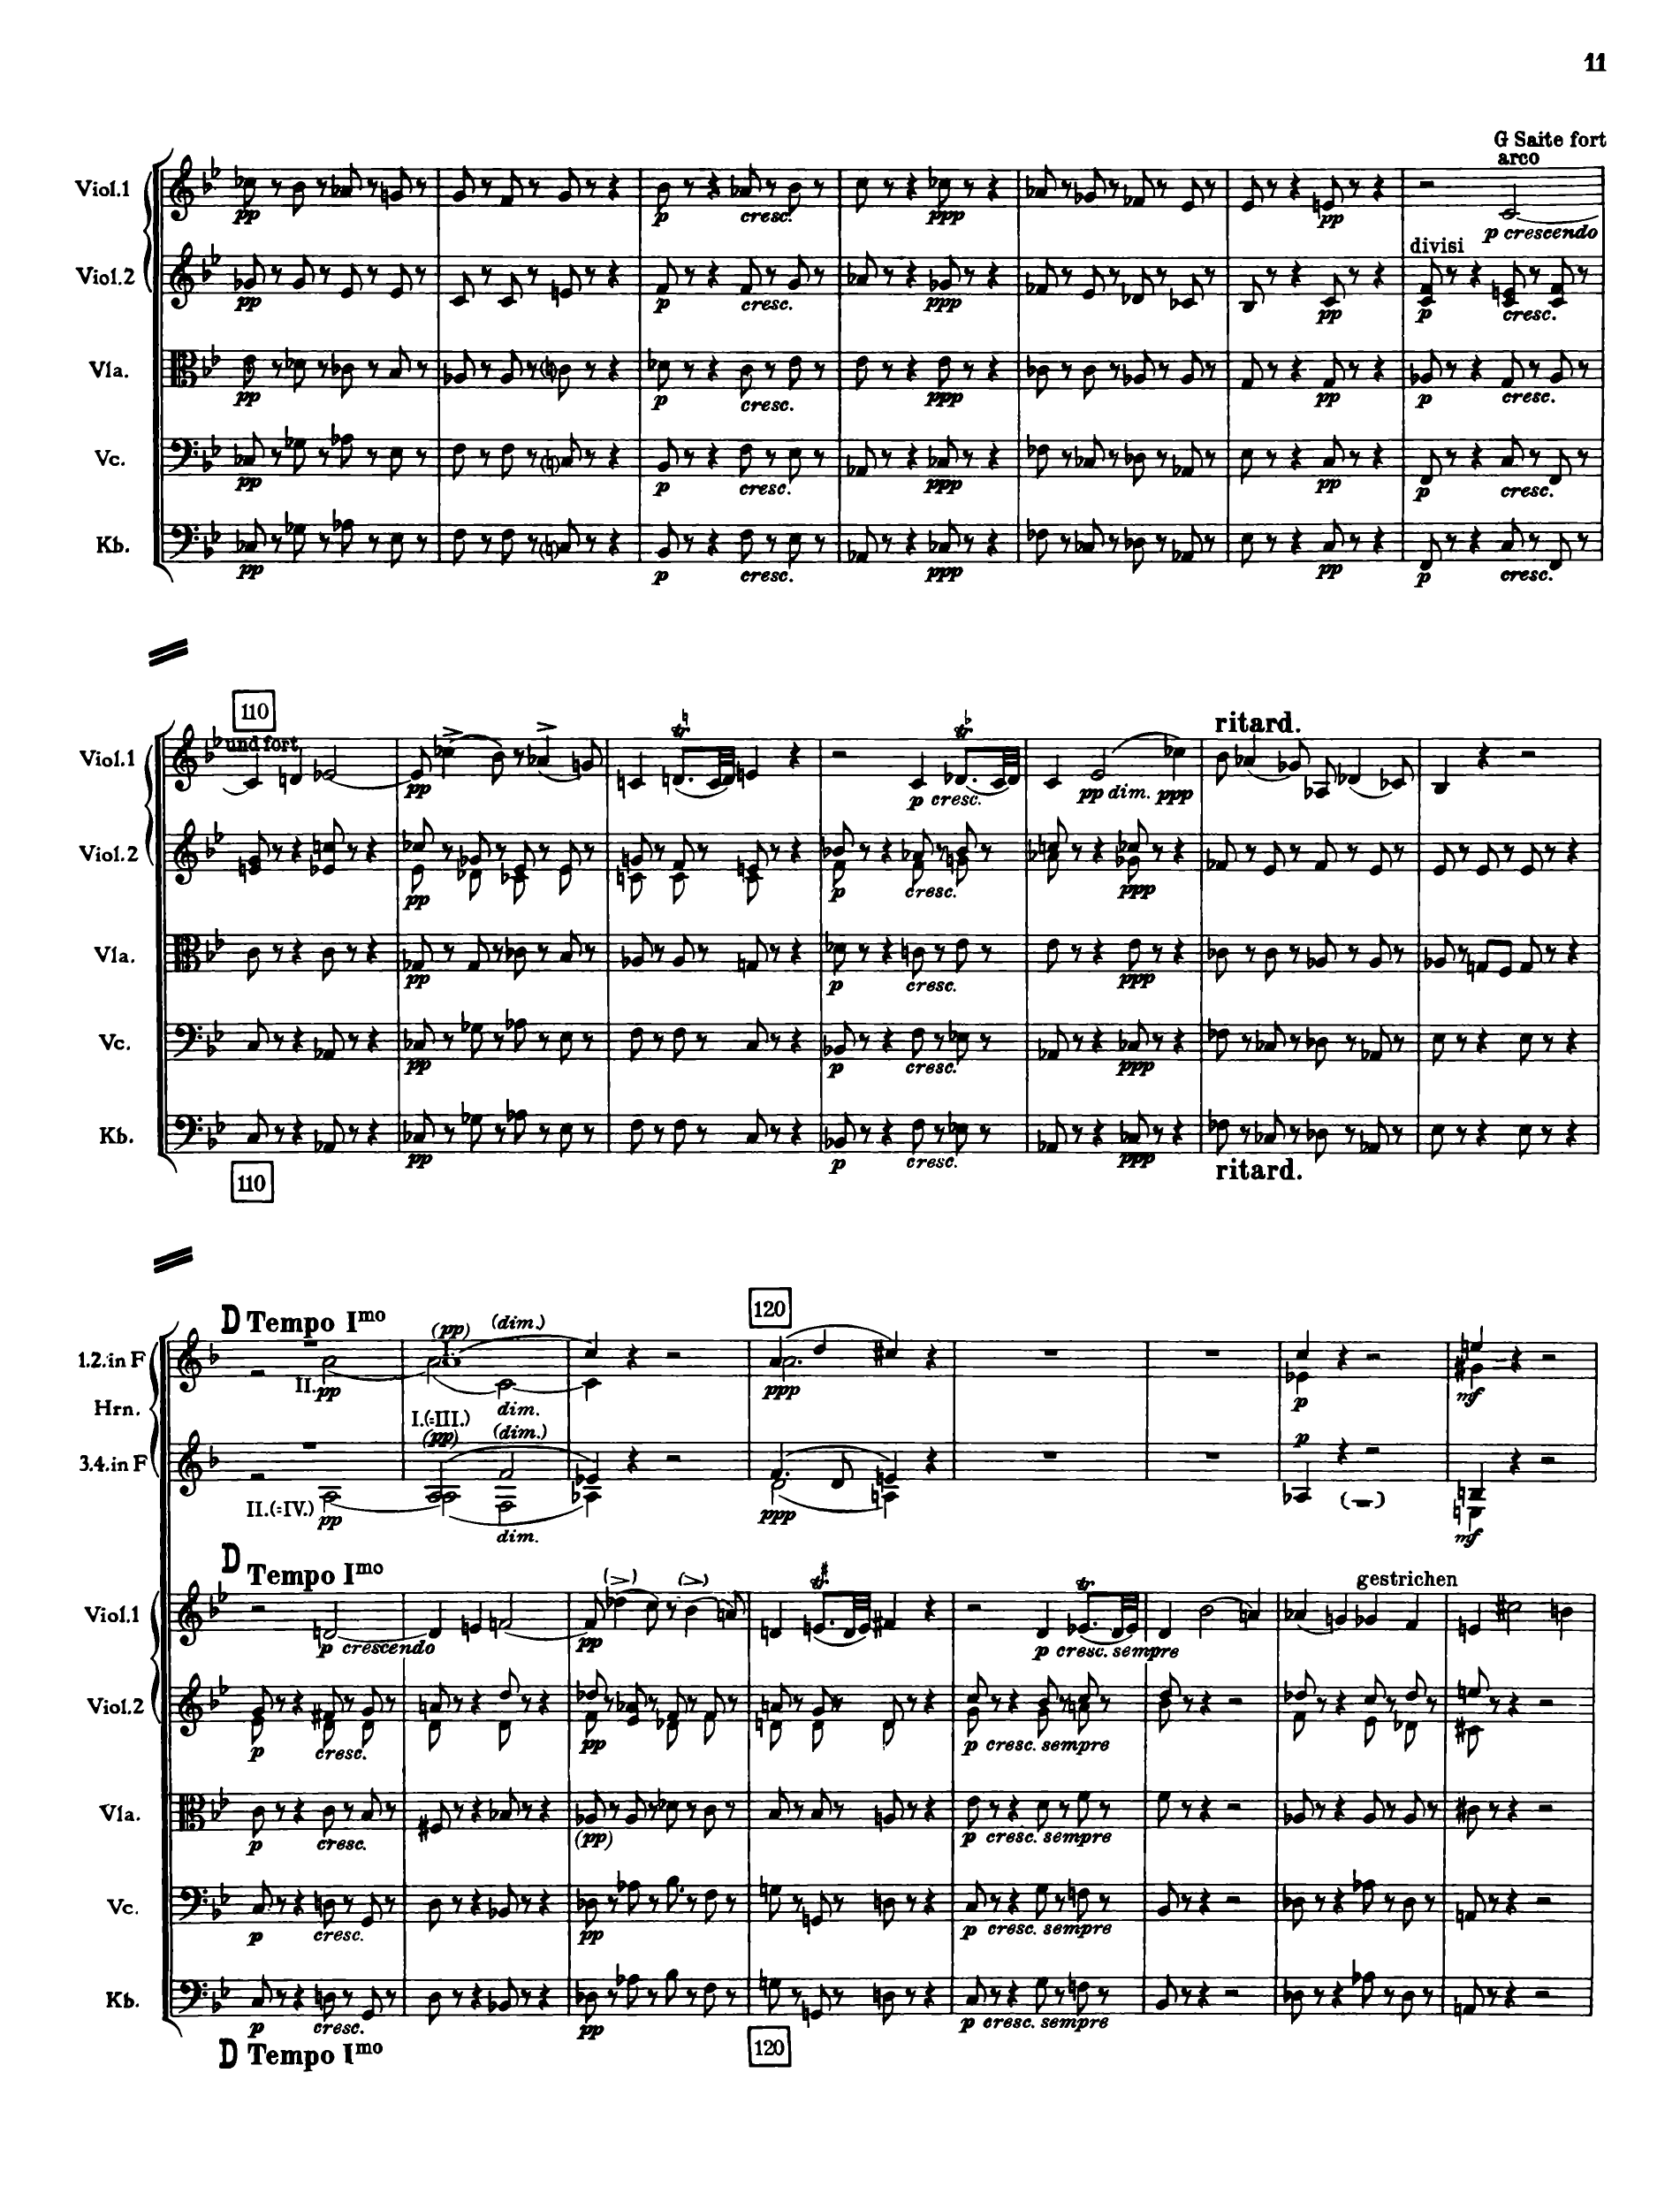 11
G Saite fort
arco
Viol.1
pp p cresc. ppp pp
p crescendo
divisi
Viol.2
pp p cresc. ppp pp p cresc.
Vla.
pp p cresc. ppp pp p cresc.
Vc.
pp p cresc. ppp pp p cresc.
Kb.
pp p cresc. ppp pp p cresc.
110
ritard.
und fort
Viol.1
pp p cresc. pp dim. ppp
Viol.2
pp p cresc. ppp
Vla.
pp p cresc. ppp
Vc.
pp p cresc. ppp
Kb.
pp p cresc. ppp
110
ritard.
120
D Tempo Imo
(pp) (dim.)
I.
1.2.in F
II. pp dim. ppp p mf
Hrn.
I.(=III.)
(pp) (dim.) p
3.4.in F
II.(=IV.) pp dim. ppp mf
D Tempo Imo
gestrichen
Viol.1
p crescendo pp p cresc. sempre
Viol.2
p cresc. pp p cresc. sempre
Vla.
p cresc. (pp) p cresc. sempre
Vc.
p cresc. pp p cresc. sempre
Kb.
p cresc. pp p cresc. sempre
D Tempo Imo
120